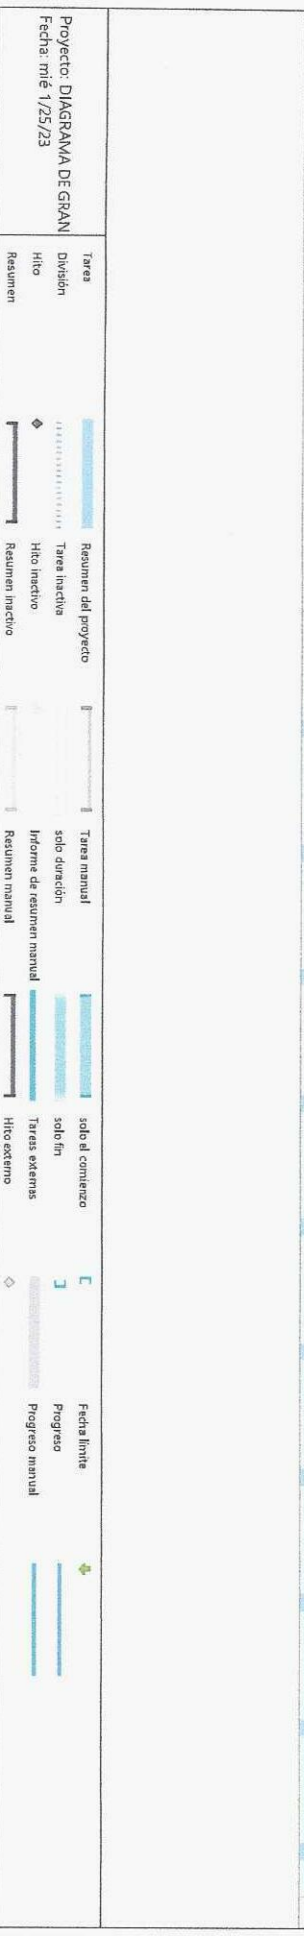 Proyecto: DIAGRAMA DE GRAN
Fecha: mié 1/25/23
Tarea
División
Hito
Resumen
Resumen del proyecto
Tarea inactiva
Hito inactivo
Resumen inactivo
Tarea manual
solo duración
Informe de resumen manual
Resumen manual
solo el comienzo
solo fin
Tareas externas
Hito externo
Fecha límite
Progreso
Progreso manual